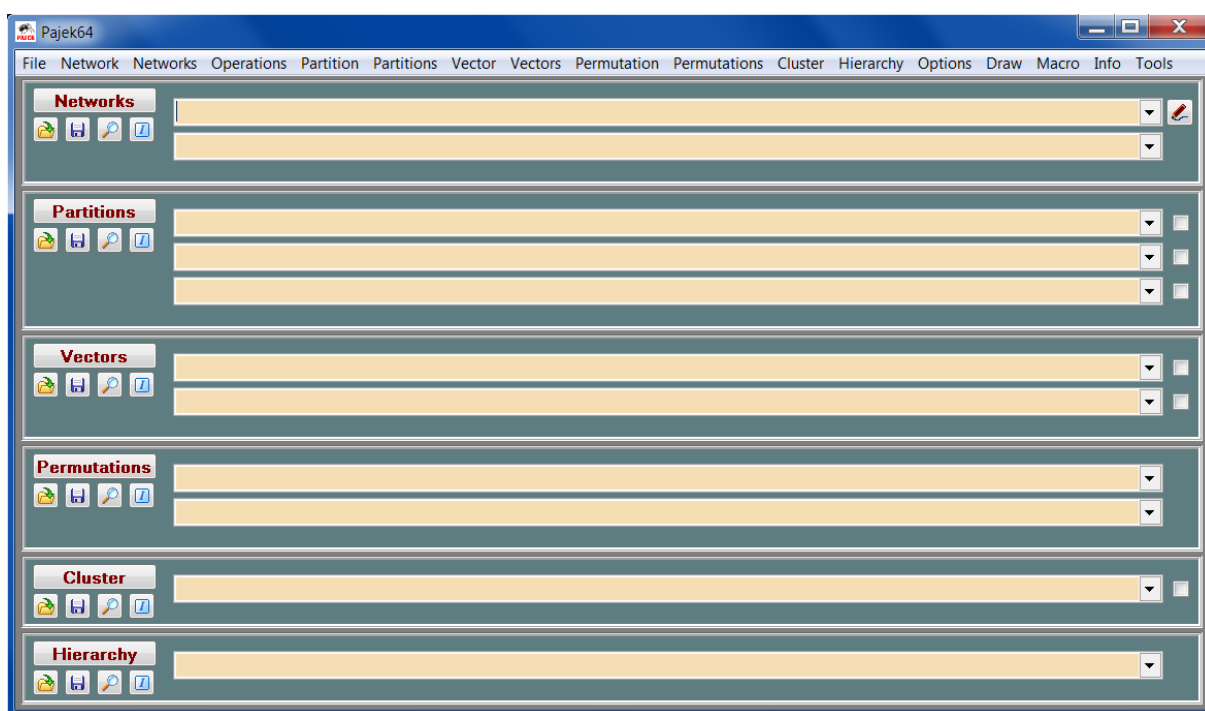 Pajek64
File Network Networks Operations Partition Partitions Vector Vectors Permutation Permutations Cluster Hierarchy Options Draw Macro Info Tools
Networks
Partitions
Vectors
Permutations
Cluster
Hierarchy